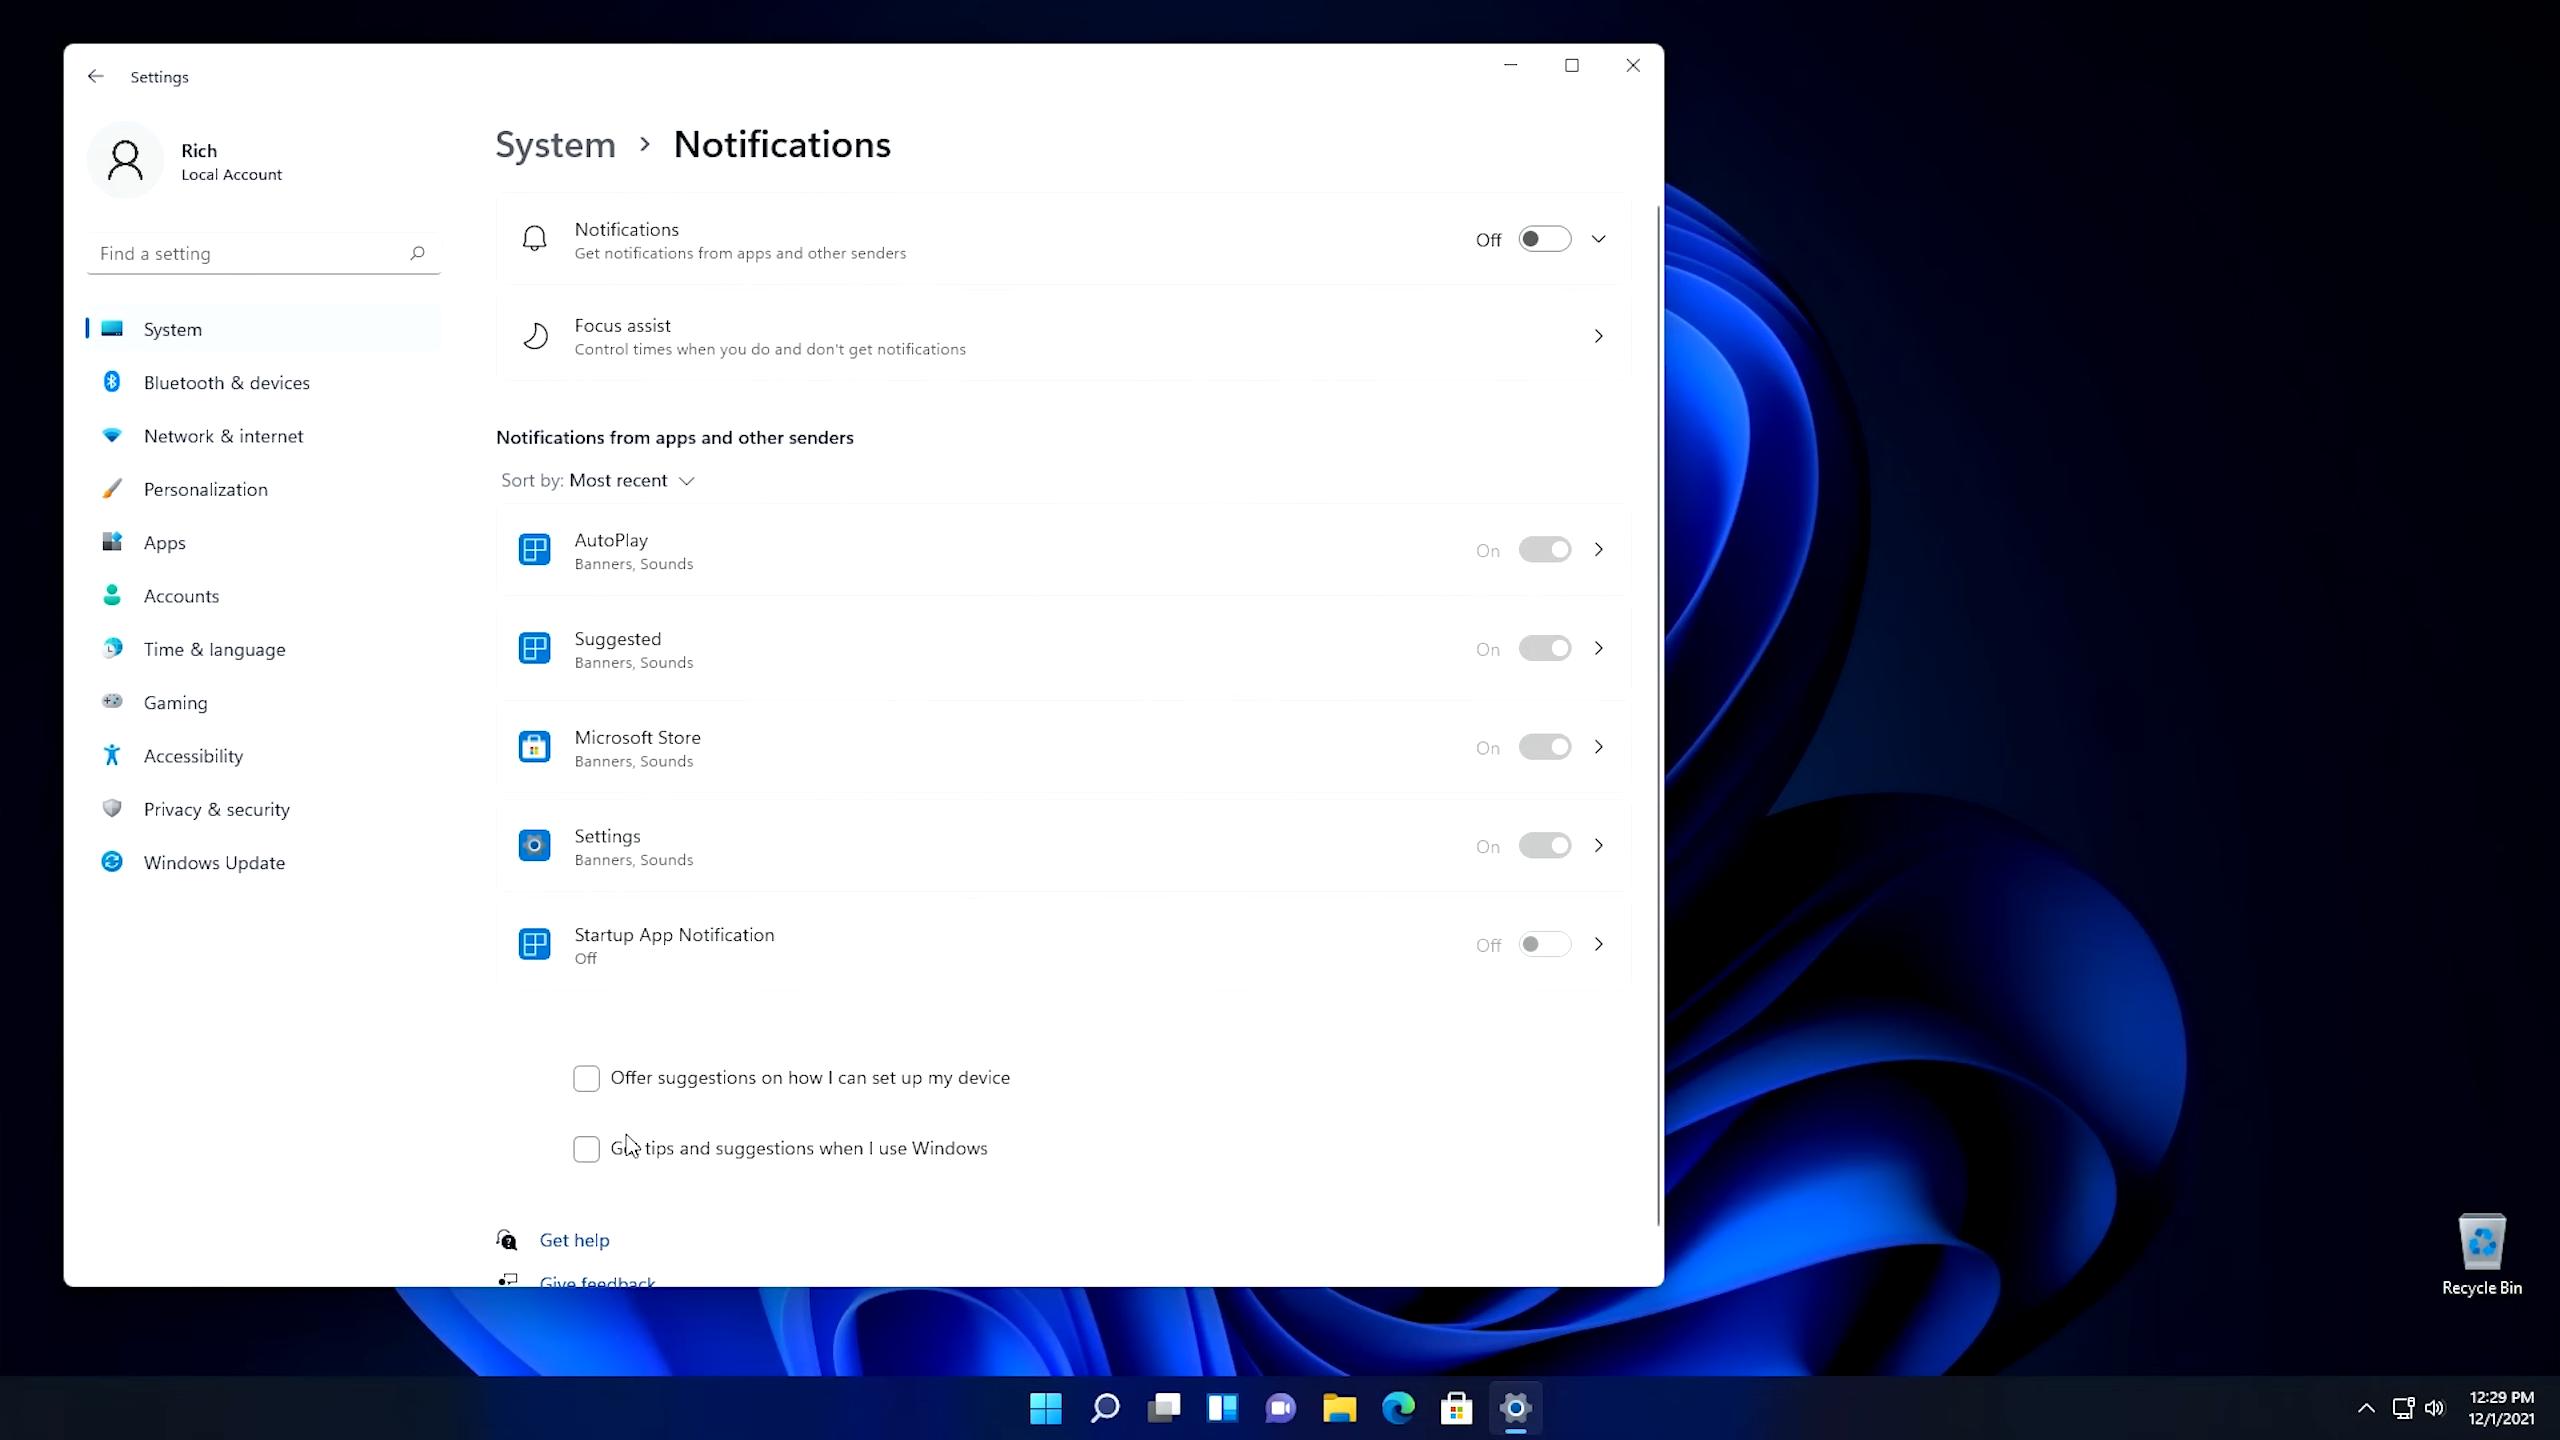 Settings
Rich
Local Account
Find a setting
System
Bluetooth & devices
Network & internet
Personalization
Apps
Accounts
Time & language
Gaming
Accessibility
Privacy & security
Windows Update
System > Notifications
Notifications
Get notifications from apps and other senders
Off
Focus assist
Control times when you do and don't get notifications
Notifications from apps and other senders
Sort by: Most recent
AutoPlay
Banners, Sounds
On
Suggested
Banners, Sounds
On
Microsoft Store
Banners, Sounds
On
Settings
Banners, Sounds
On
Startup App Notification
Off
Off
Offer suggestions on how I can set up my device
tips and suggestions when I use Windows
Get help
Give feedback
Recycle Bin
12:29 PM
12/1/2021